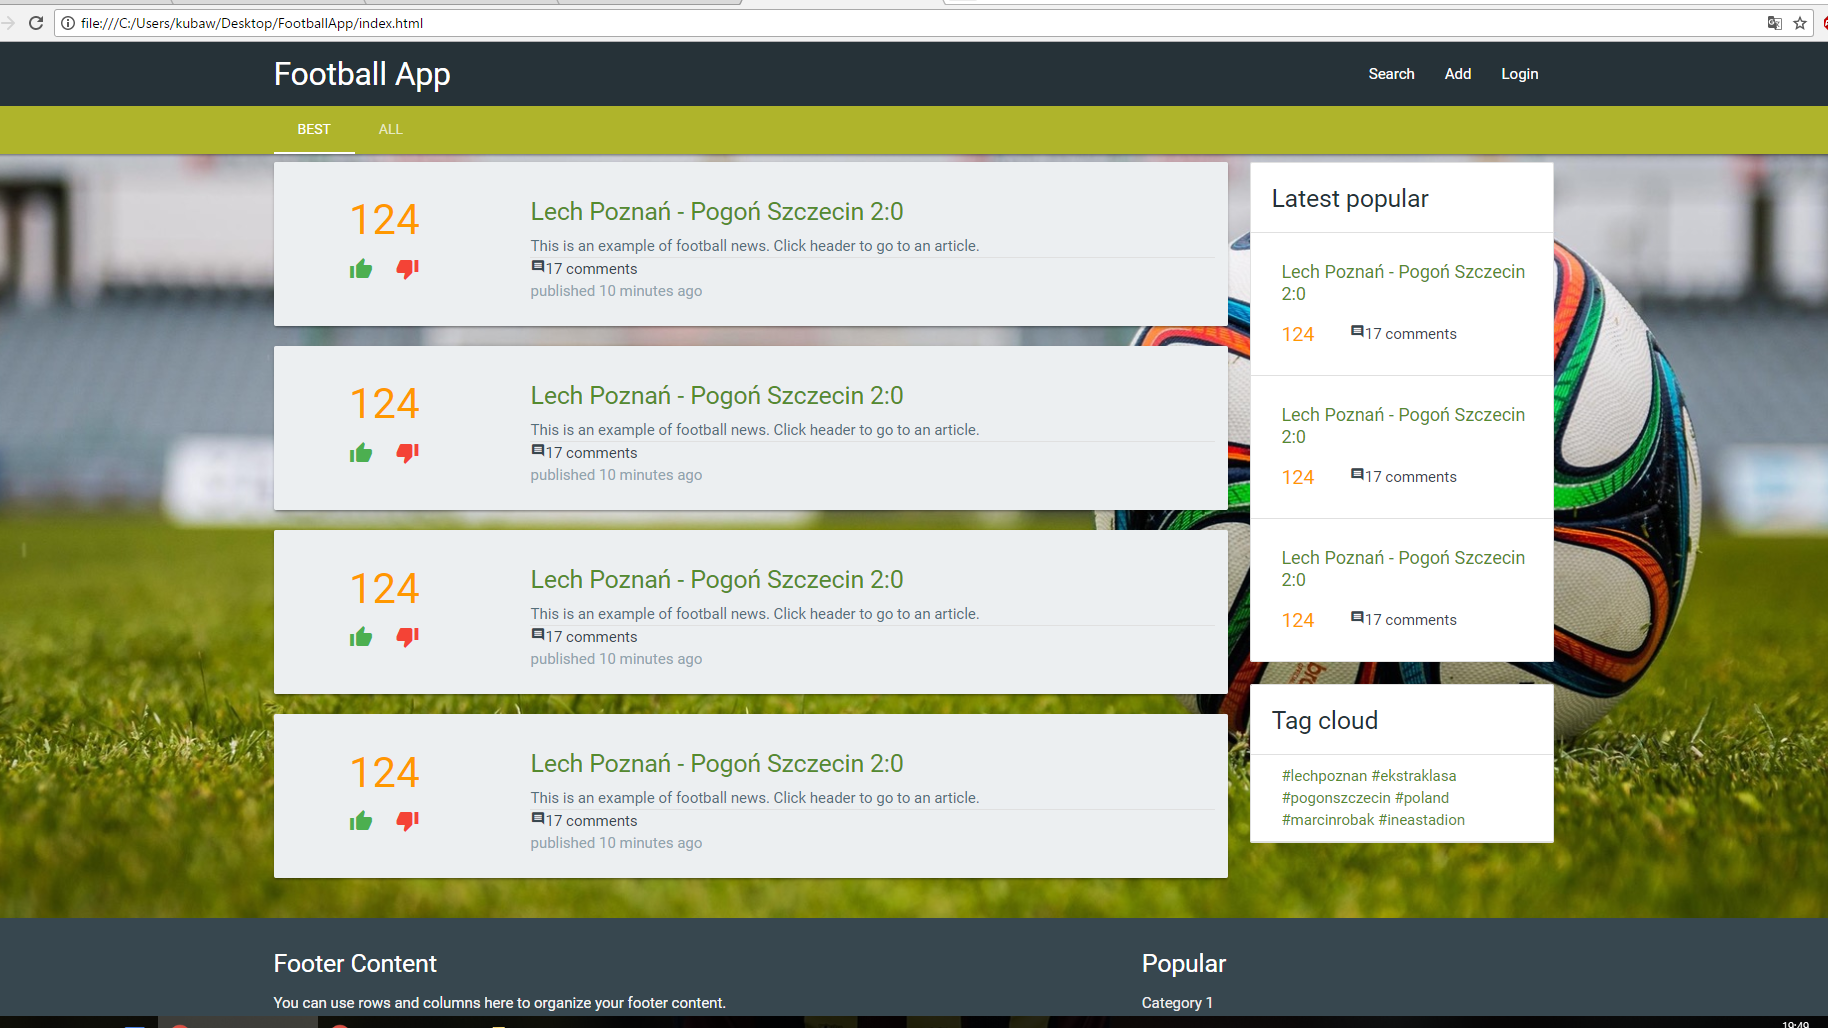 file:///C:/Users/kubaw/Desktop/FootballApp/index.html
Football App
Search Add Login
BEST ALL
124
Lech Poznań - Pogoń Szczecin 2:0
This is an example of football news. Click header to go to an article.
17 comments
published 10 minutes ago
124
Lech Poznań - Pogoń Szczecin 2:0
This is an example of football news. Click header to go to an article.
17 comments
published 10 minutes ago
124
Lech Poznań - Pogoń Szczecin 2:0
This is an example of football news. Click header to go to an article.
17 comments
published 10 minutes ago
124
Lech Poznań - Pogoń Szczecin 2:0
This is an example of football news. Click header to go to an article.
17 comments
published 10 minutes ago
Latest popular
Lech Poznań - Pogoń Szczecin
2:0
124 17 comments
Lech Poznań - Pogoń Szczecin
2:0
124 17 comments
Lech Poznań - Pogoń Szczecin
2:0
124 17 comments
Tag cloud
#lechpoznan #ekstraklasa
#pogonszczecin #poland
#marcinrobak #ineastadion
Footer Content
You can use rows and columns here to organize your footer content.
Popular
Category 1
19:49